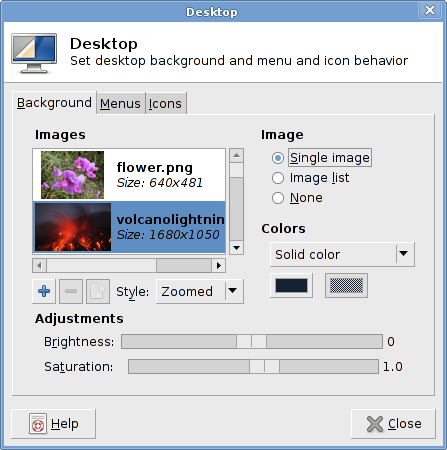 Desktop
Desktop
Set desktop background and menu and icon behavior
Background Menus Icons
Images
flower.png
Size: 640x481
volcanolightnin
Size: 1680x1050
Style: Zoomed
Image
Single image
Image list
None
Colors
Solid color
Adjustments
Brightness: 0
Saturation: 1.0
Help Close